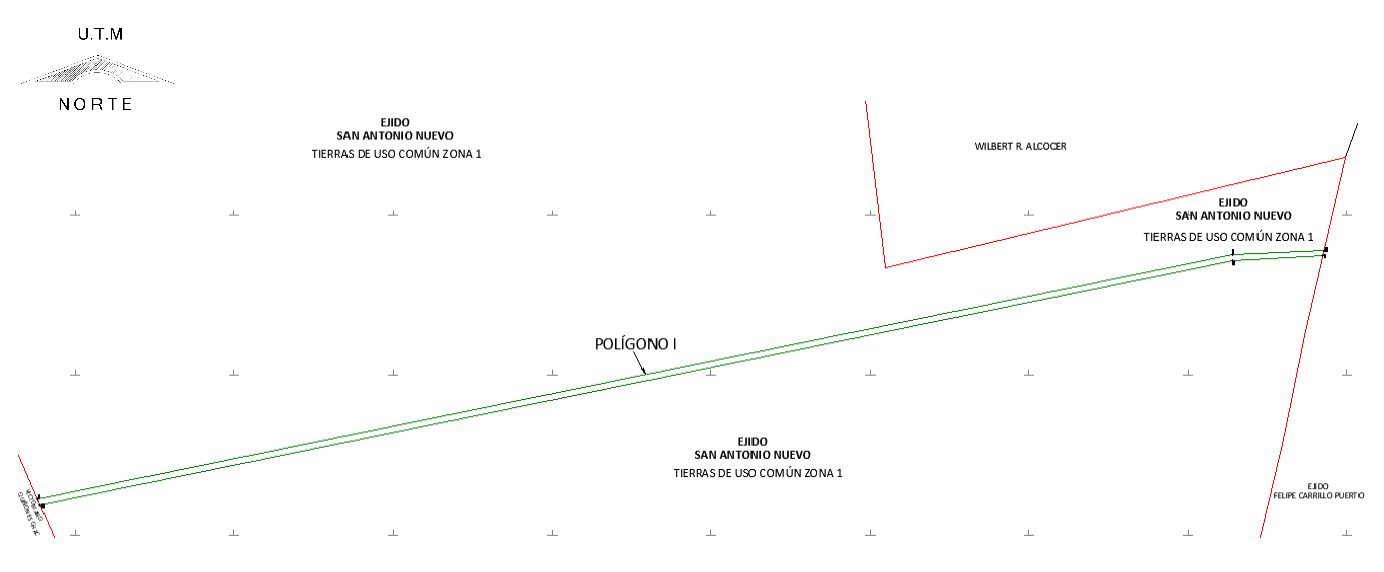 U.T.M
NORTE
EJIDO
SAN ANTONIO NUEVO
TIERRAS DE USO COMÚN ZONA 1
WILBERT R. ALCOCER
EJIDO
SAN ANTONIO NUEVO
TIERRAS DE USO COMÚN ZONA 1
POLÍGONO I
EJIDO
SAN ANTONIO NUEVO
TIERRAS DE USO COMÚN ZONA 1
EJIDO
FELIPE CARRILLO PUERTO